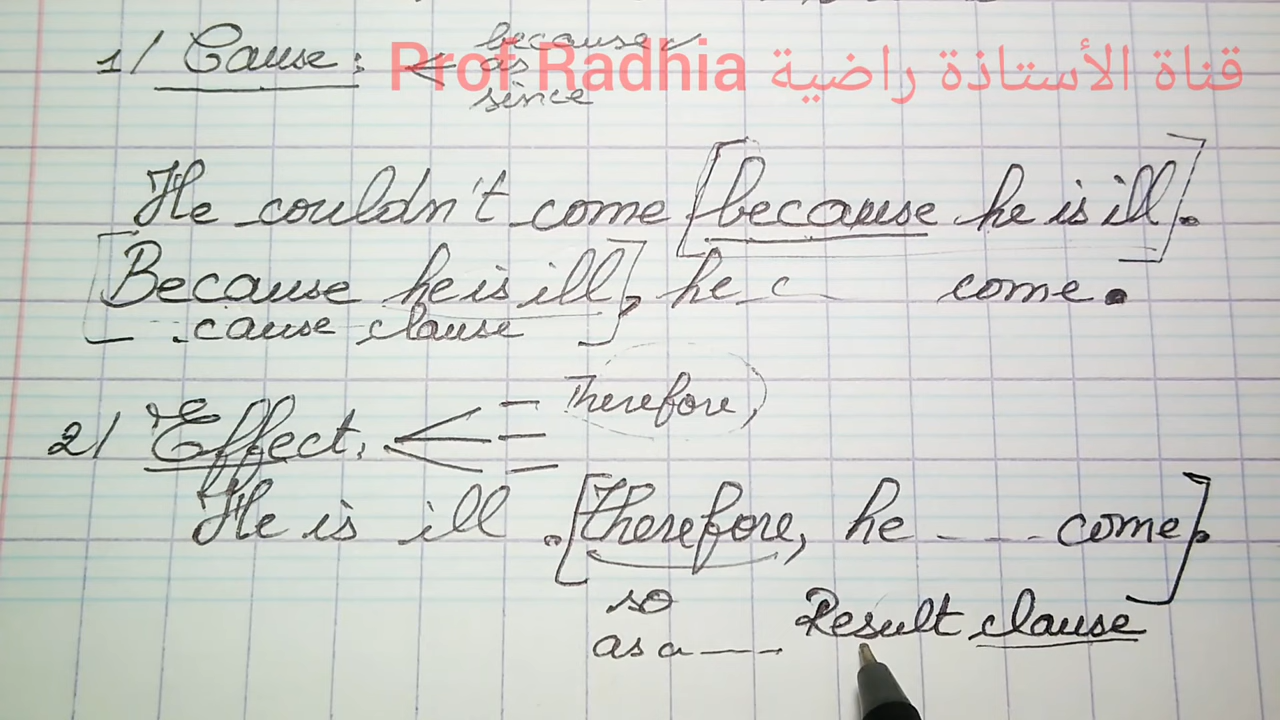 1/ Cause: because
as
since
Prof Radhia قناة الأستاذة راضية
He couldn't come [because he is ill].
[Because he is ill], he c come.
cause clause
2/ Effect: Therefore,
He is ill. [Therefore, he --- come].
so
as a --- Result clause